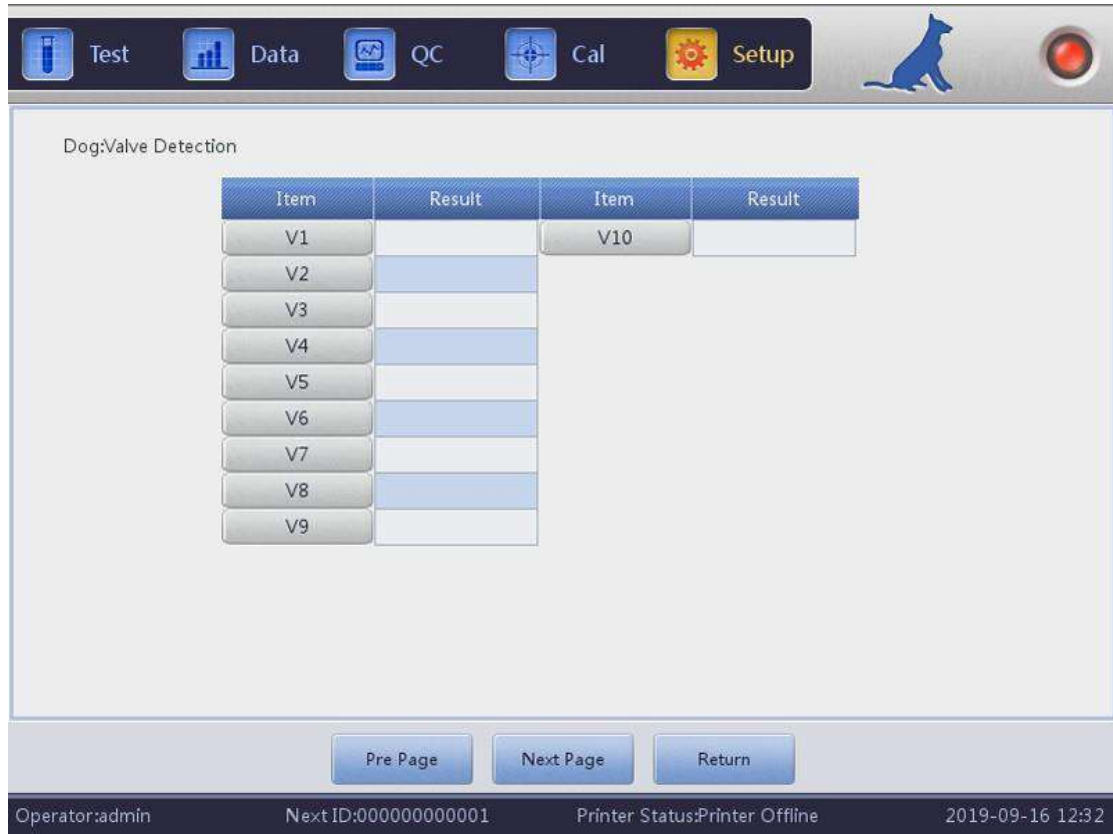 Test Data QC Cal Setup
Dog:Valve Detection
Item Result Item Result
V1 V10
V2
V3
V4
V5
V6
V7
V8
V9
Pre Page Next Page Return
Operator:admin Next ID:000000000001 Printer Status:Printer Offline 2019-09-16 12:32